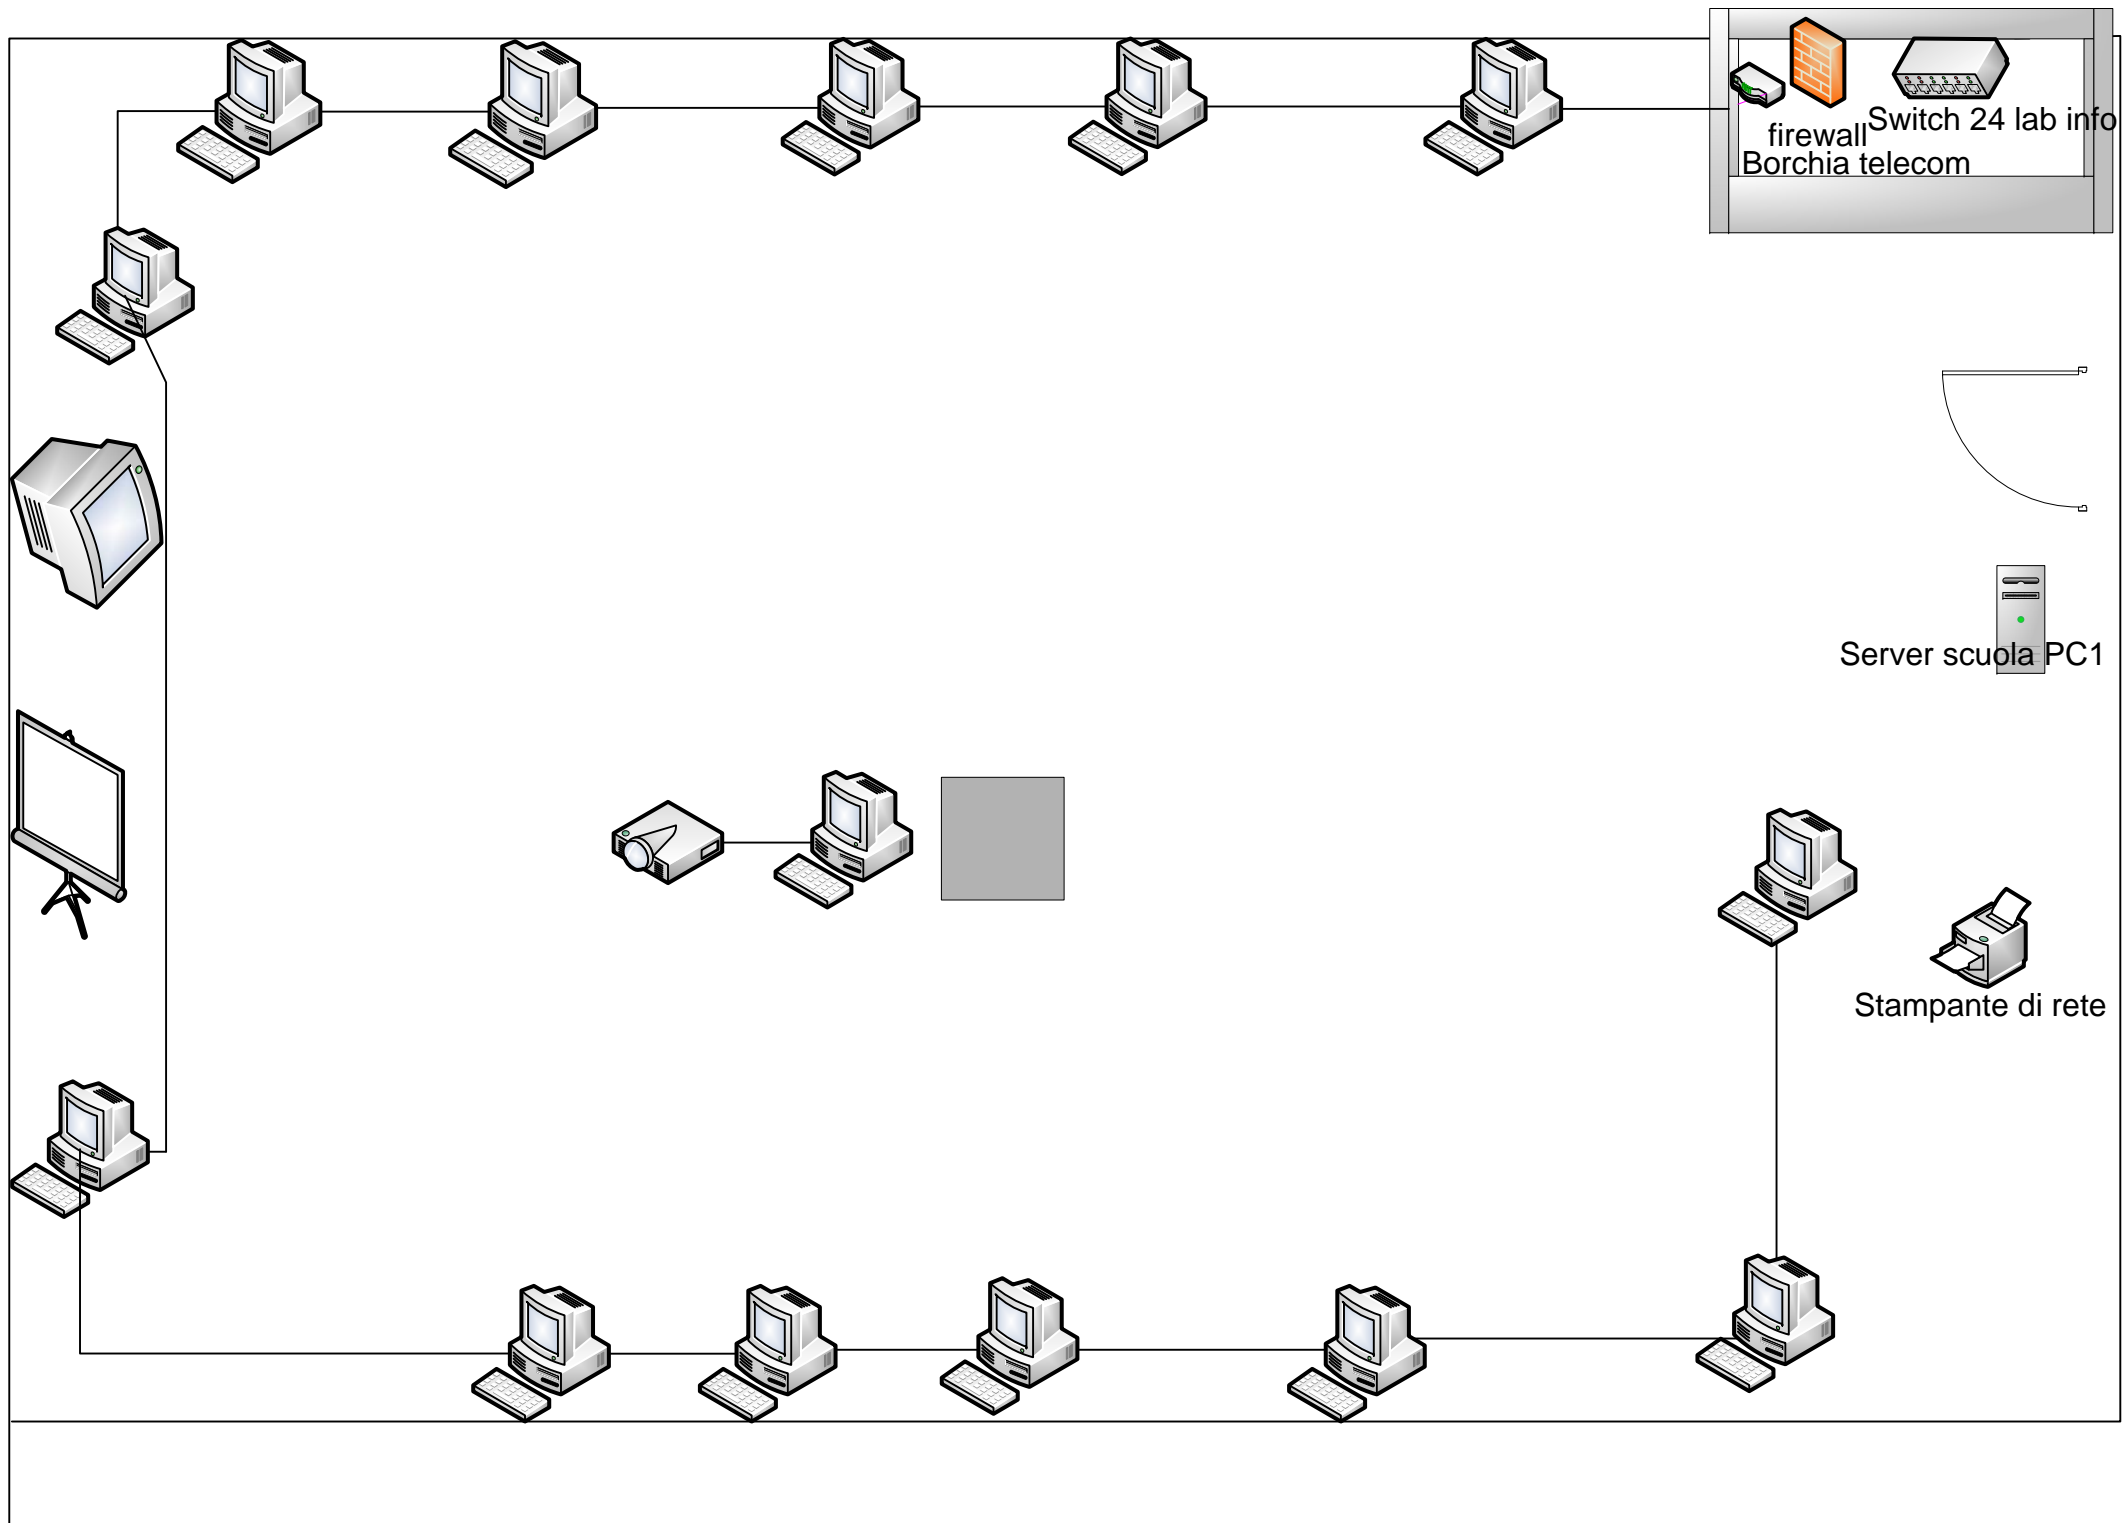 Switch 24 lab info
firewall
Borchia telecom
Server scuola PC1
Stampante di rete